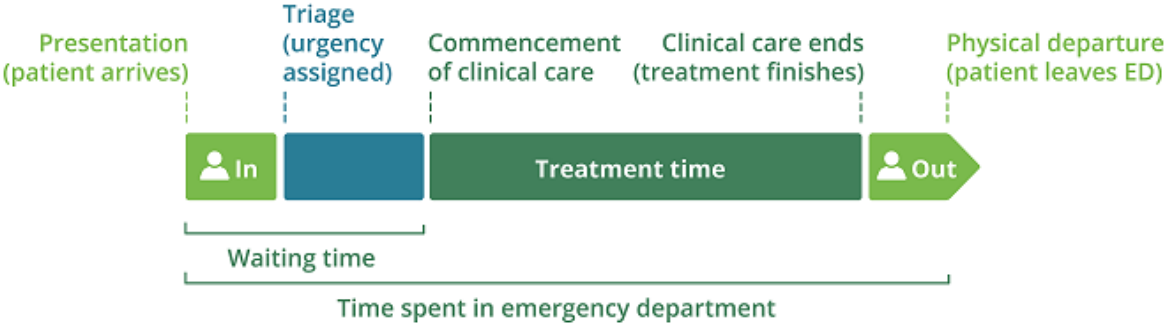 Presentation
(patient arrives)
Triage
(urgency
assigned)
Commencement
of clinical care
Clinical care ends
(treatment finishes)
Physical departure
(patient leaves ED)
In
Treatment time
Out
Waiting time
Time spent in emergency department